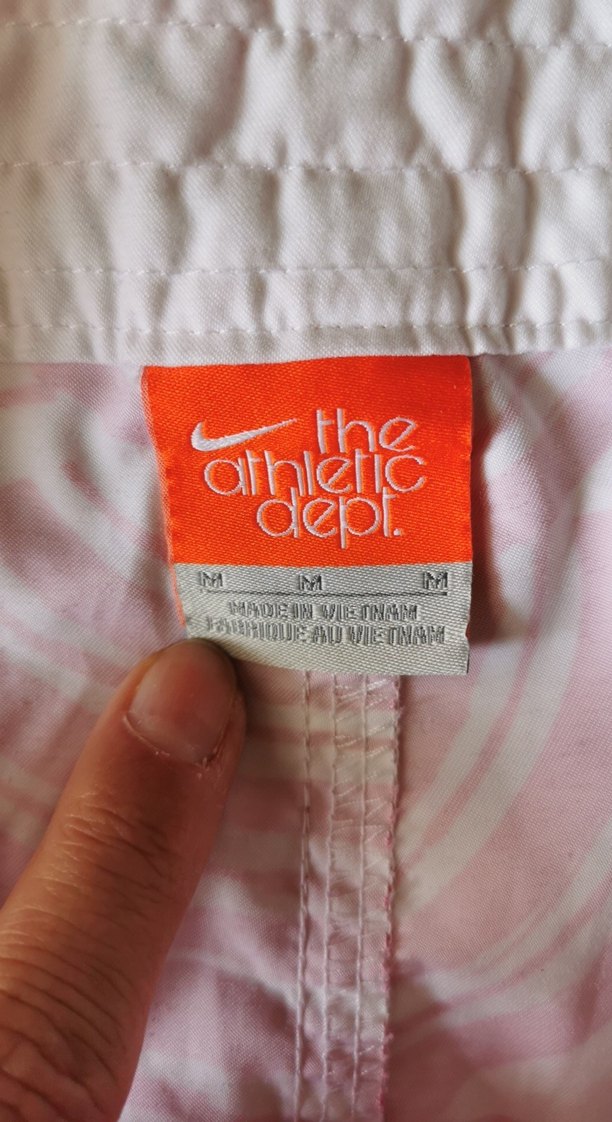 the
athletic
dept.
M M M
MADE IN VIETNAM
FABRIQUE AU VIETNAM